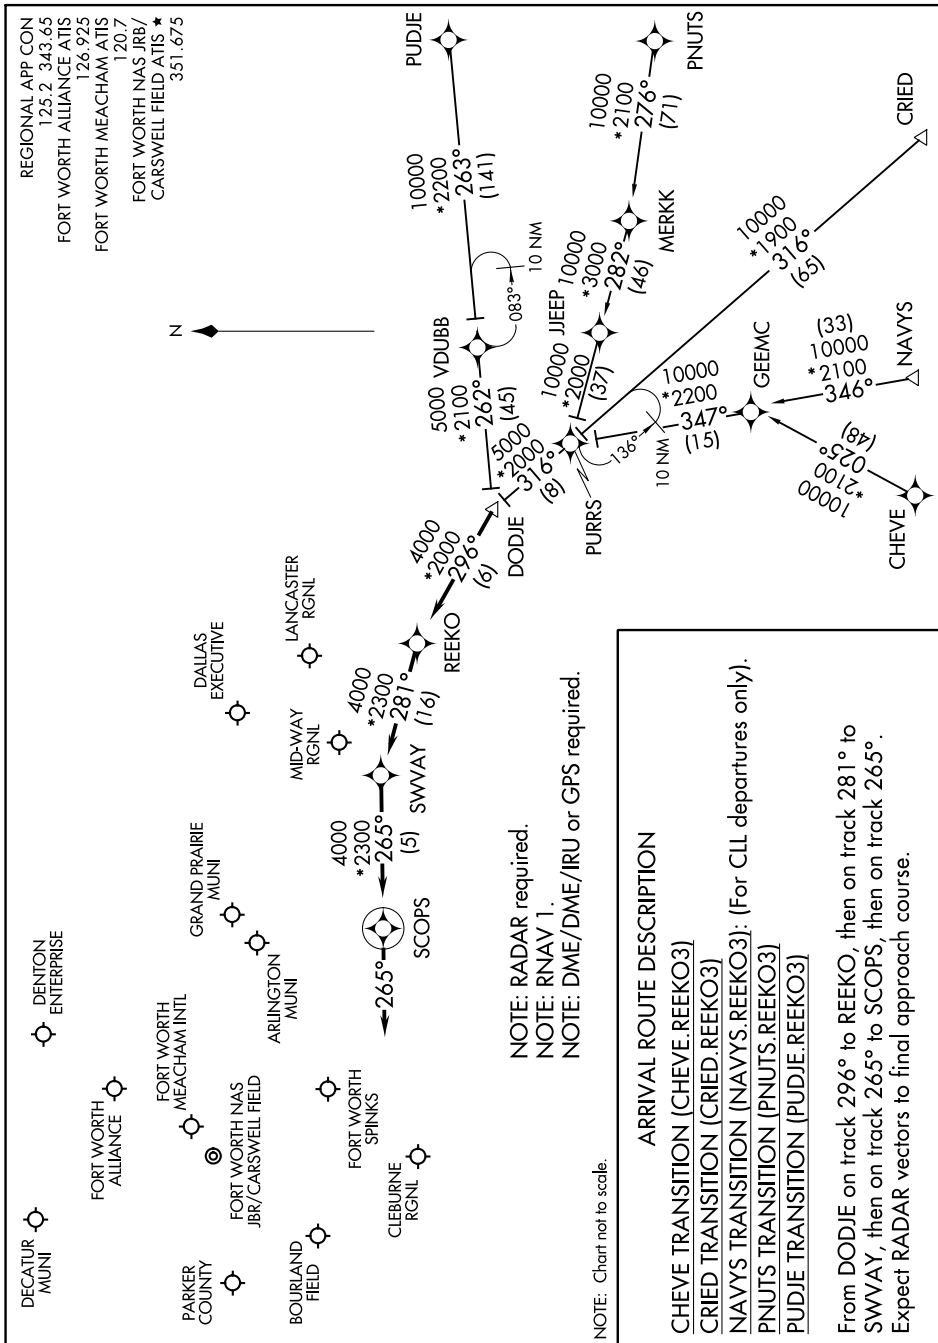 REGIONAL APP CON
125.2 343.65
FORT WORTH ALLIANCE ATIS
126.925
FORT WORTH MEACHAM ATIS
120.7
FORT WORTH NAS JRB/
CARSWELL FIELD ATIS ★
351.675
N
DECATUR
MUNI
DENTON
ENTERPRISE
FORT WORTH
ALLIANCE
FORT WORTH
MEACHAM INTL
GRAND PRAIRIE
MUNI
DALLAS
EXECUTIVE
PARKER
COUNTY
FORT WORTH NAS
JBR/CARSWELL FIELD
ARLINGTON
MUNI
LANCASTER
RGNL
MID-WAY
RGNL
BOURLAND
FIELD
FORT WORTH
SPINKS
CLEBURNE
RGNL
265°
SCOPS
4000
*2300
265°
(5)
SWVAY
4000
*2300
281°
(16)
REEKO
4000
*2000
296°
(6)
DODJE
5000
*2100
262°
(45)
VDUBB
083°
10 NM
10000
*2200
263°
(141)
PUDJE
5000
*2000
316°
(8)
PURRS
136°
10 NM
10000
*2000
(37)
JJEEP
10000
*3000
282°
(46)
MERKK
10000
*2100
276°
(71)
PNUTS
10000
*1900
316°
(65)
CRIED
10000
*2200
347°
(15)
GEEMC
(33)
10000
*2100
346°
NAVYS
(48)
025°
*2100
10000
CHEVE
NOTE: RADAR required.
NOTE: RNAV 1.
NOTE: DME/DME/IRU or GPS required.
NOTE: Chart not to scale.
ARRIVAL ROUTE DESCRIPTION
CHEVE TRANSITION (CHEVE.REEKO3)
CRIED TRANSITION (CRIED.REEKO3)
NAVYS TRANSITION (NAVYS.REEKO3): (For CLL departures only).
PNUTS TRANSITION (PNUTS.REEKO3)
PUDJE TRANSITION (PUDJE.REEKO3)
From DODJE on track 296° to REEKO, then on track 281° to
SWVAY, then on track 265° to SCOPS, then on track 265°.
Expect RADAR vectors to final approach course.